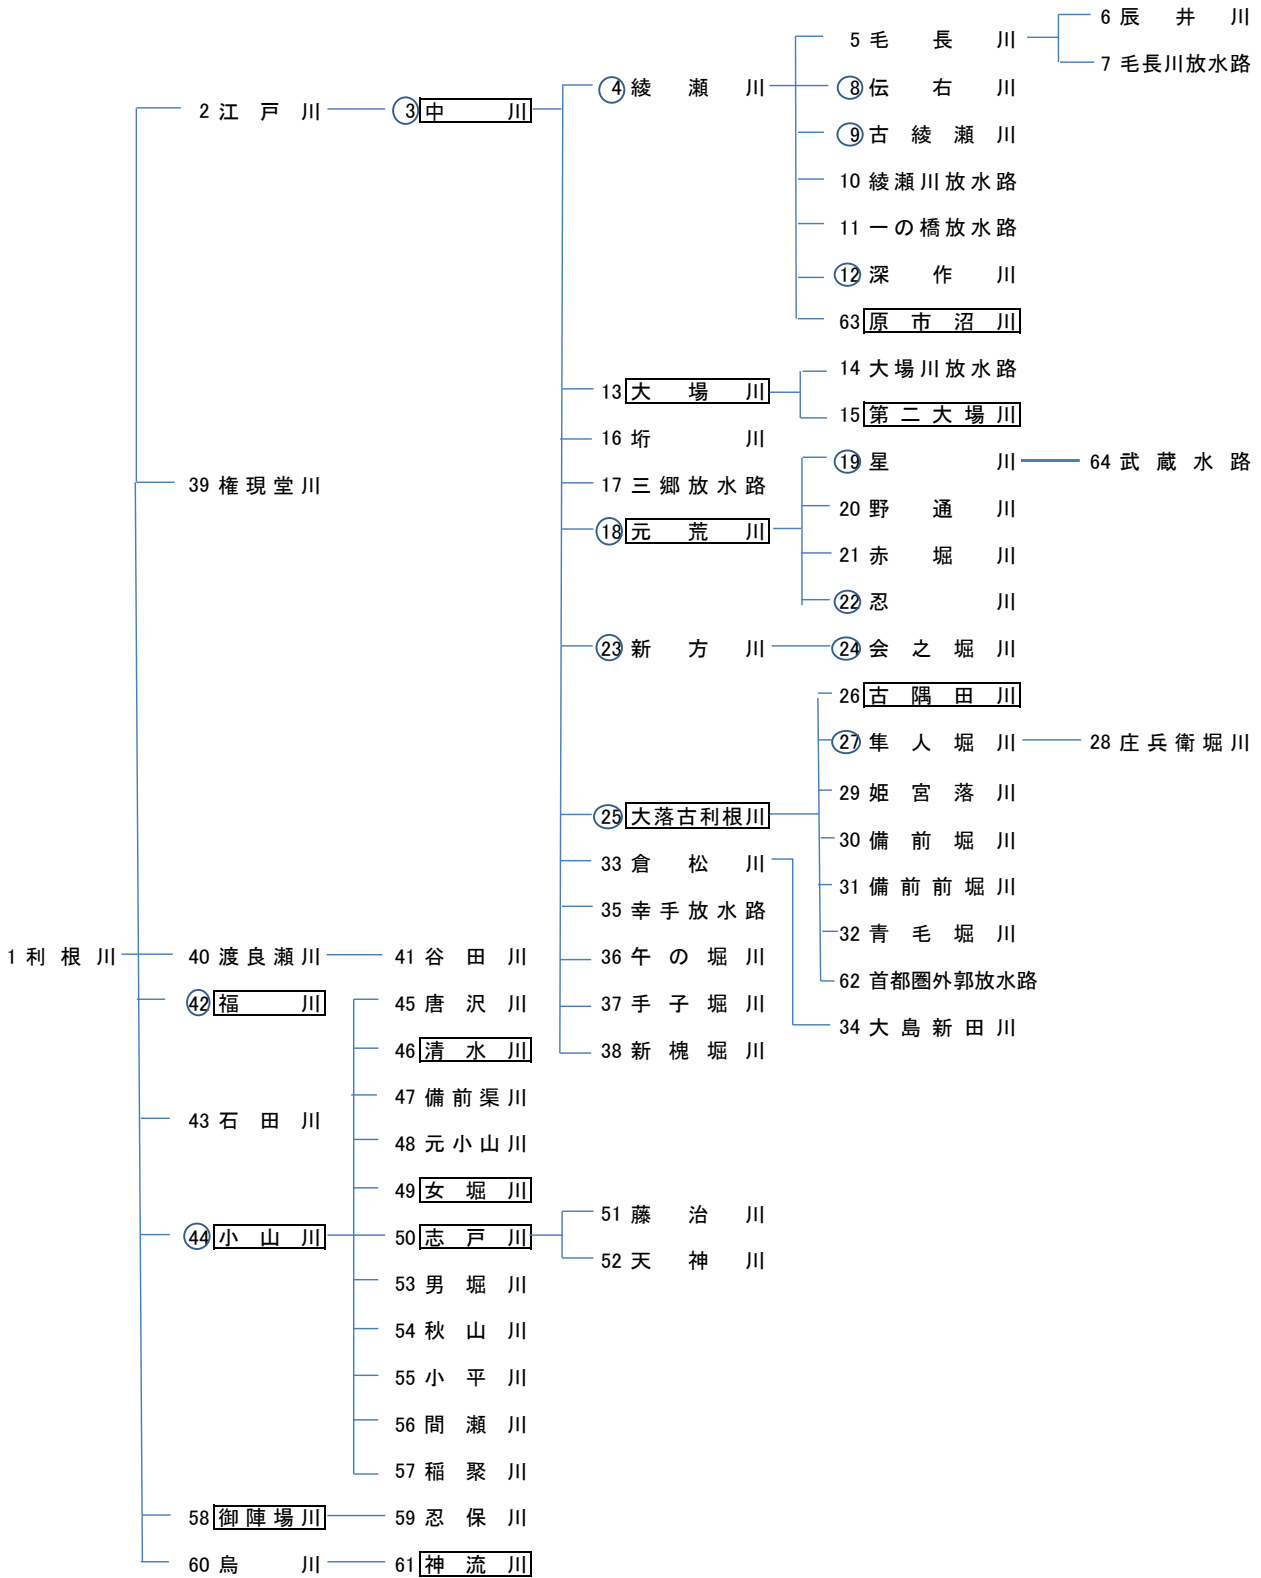 6 辰井川
5 毛長川
7 毛長川放水路
4 綾瀬川
8 伝右川
2 江戸川
3 中川
9 古綾瀬川
10 綾瀬川放水路
11 一の橋放水路
12 深作川
63 原市沼川
14 大場川放水路
13 大場川
15 第二大場川
16 垳川
19 星川
64 武蔵水路
39 権現堂川
17 三郷放水路
20 野通川
18 元荒川
21 赤堀川
22 忍川
23 新方川
24 会之堀川
26 古隅田川
27 隼人堀川
28 庄兵衛堀川
29 姫宮落川
25 大落古利根川
30 備前堀川
33 倉松川
31 備前前堀川
35 幸手放水路
32 青毛堀川
1 利根川
40 渡良瀬川
41 谷田川
36 午の堀川
62 首都圏外郭放水路
42 福川
45 唐沢川
37 手子堀川
34 大島新田川
46 清水川
38 新槐堀川
47 備前渠川
43 石田川
48 元小山川
49 女堀川
51 藤治川
44 小山川
50 志戸川
52 天神川
53 男堀川
54 秋山川
55 小平川
56 間瀬川
57 稲聚川
58 御陣場川
59 忍保川
60 烏川
61 神流川